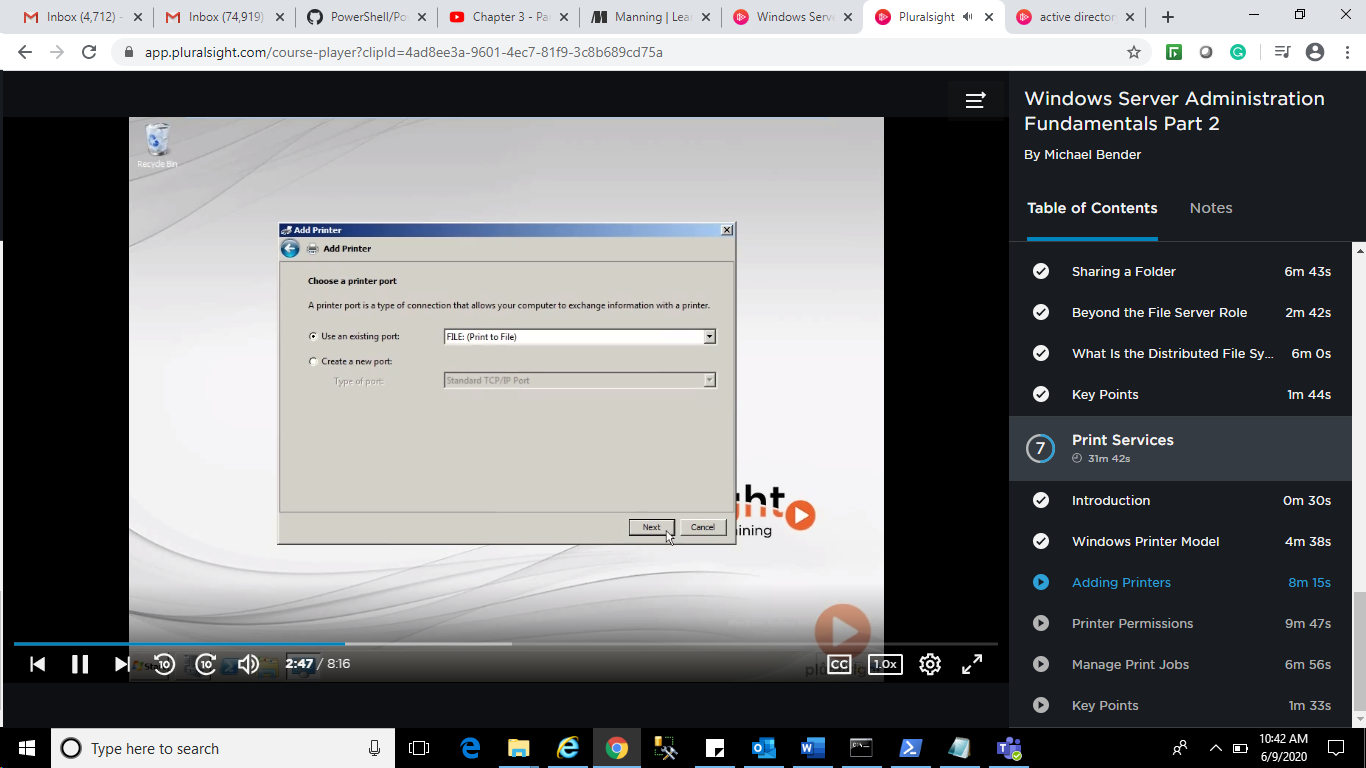 Inbox (4,712) -
Inbox (74,919)
PowerShell/Po
Chapter 3 - Pa
Manning | Lea
Windows Serv
Pluralsight
active director
app.pluralsight.com/course-player?clipId=4ad8ee3a-9601-4ec7-81f9-3c8b689cd75a
Recycle Bin
Add Printer
Add Printer
Choose a printer port
A printer port is a type of connection that allows your computer to exchange information with a printer.
Use an existing port:
FILE: (Print to File)
Create a new port:
Type of port:
Standard TCP/IP Port
Next
Cancel
ght
ining
10
10
2:47 / 8:16
CC
1.0x
Windows Server Administration
Fundamentals Part 2
By Michael Bender
Table of Contents
Notes
Sharing a Folder 6m 43s
Beyond the File Server Role 2m 42s
What Is the Distributed File Sy... 6m 0s
Key Points 1m 44s
7
Print Services
31m 42s
Introduction 0m 30s
Windows Printer Model 4m 38s
Adding Printers 8m 15s
Printer Permissions 9m 47s
Manage Print Jobs 6m 56s
Key Points 1m 33s
Type here to search
10:42 AM
6/9/2020